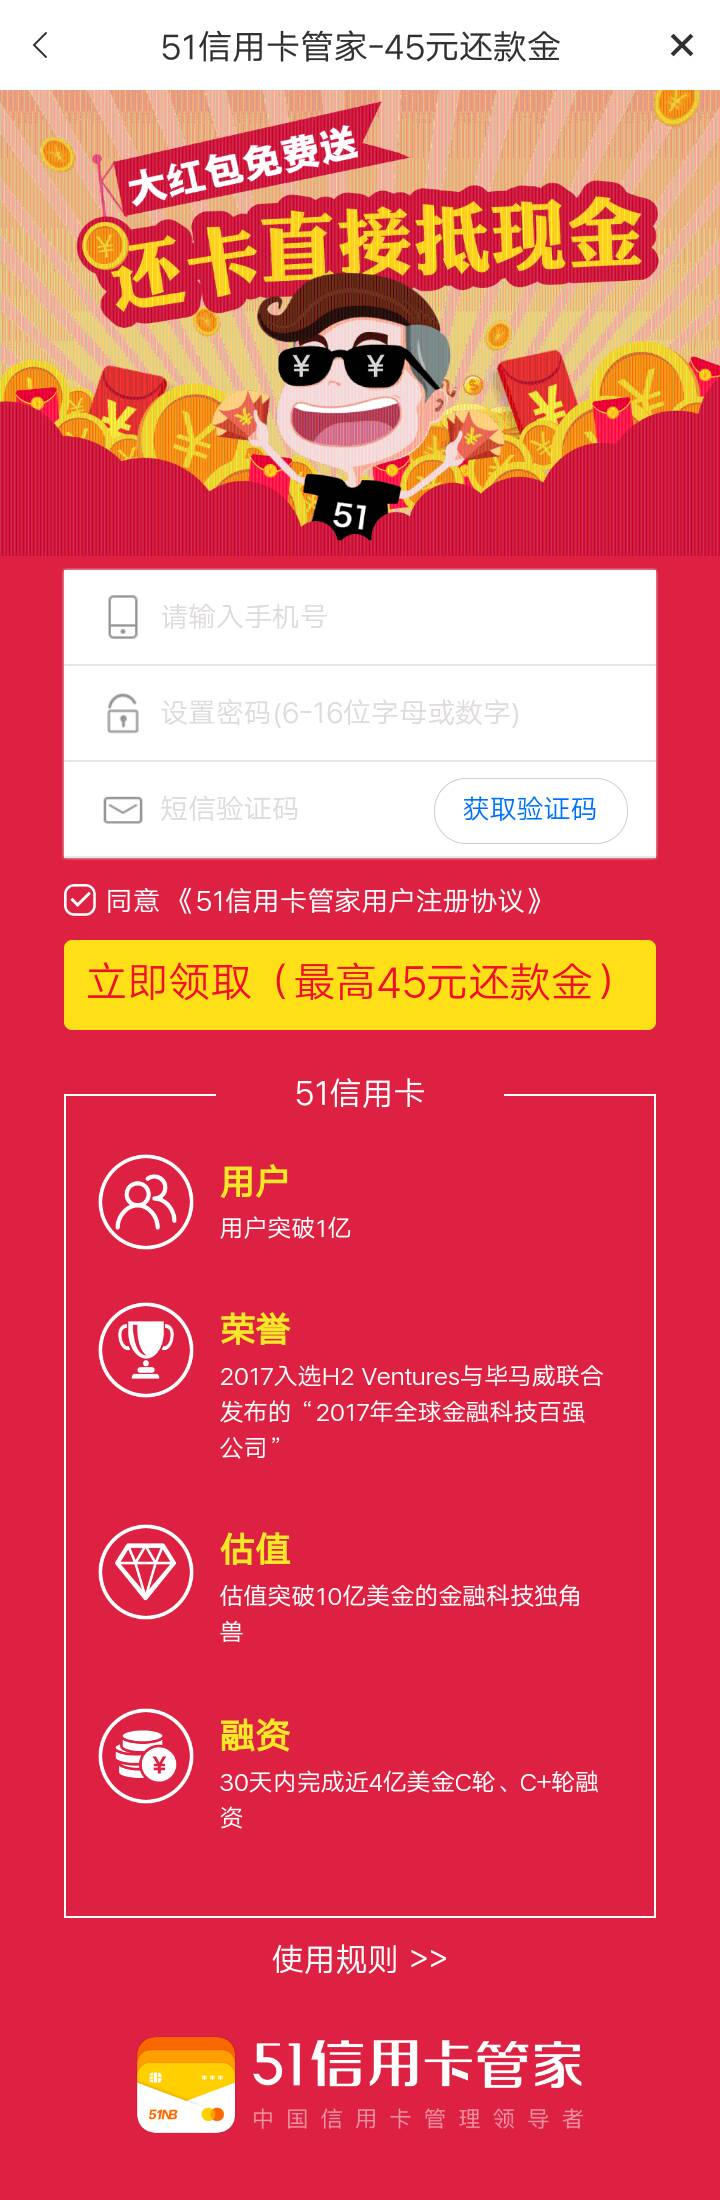 51信用卡管家-45元还款金
大红包免费送
还卡直接抵现金
¥ ¥
51
请输入手机号
设置密码(6-16位字母或数字)
短信验证码 获取验证码
同意《51信用卡管家用户注册协议》
立即领取（最高45元还款金）
51信用卡
用户
用户突破1亿
荣誉
2017入选H2 Ventures与毕马威联合
发布的“2017年全球金融科技百强
公司”
估值
估值突破10亿美金的金融科技独角
兽
融资
30天内完成近4亿美金C轮、C+轮融
资
使用规则 >>
51信用卡管家
51NB
中国信用卡管理领导者